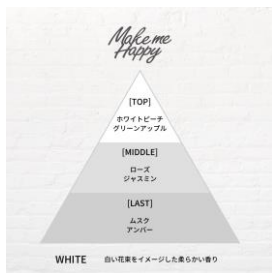 Make me
Happy
[TOP]
ホワイトピーチ
グリーンアップル
[MIDDLE]
ローズ
ジャスミン
[LAST]
ムスク
アンバー
WHITE 白い花束をイメージした柔らかい香り